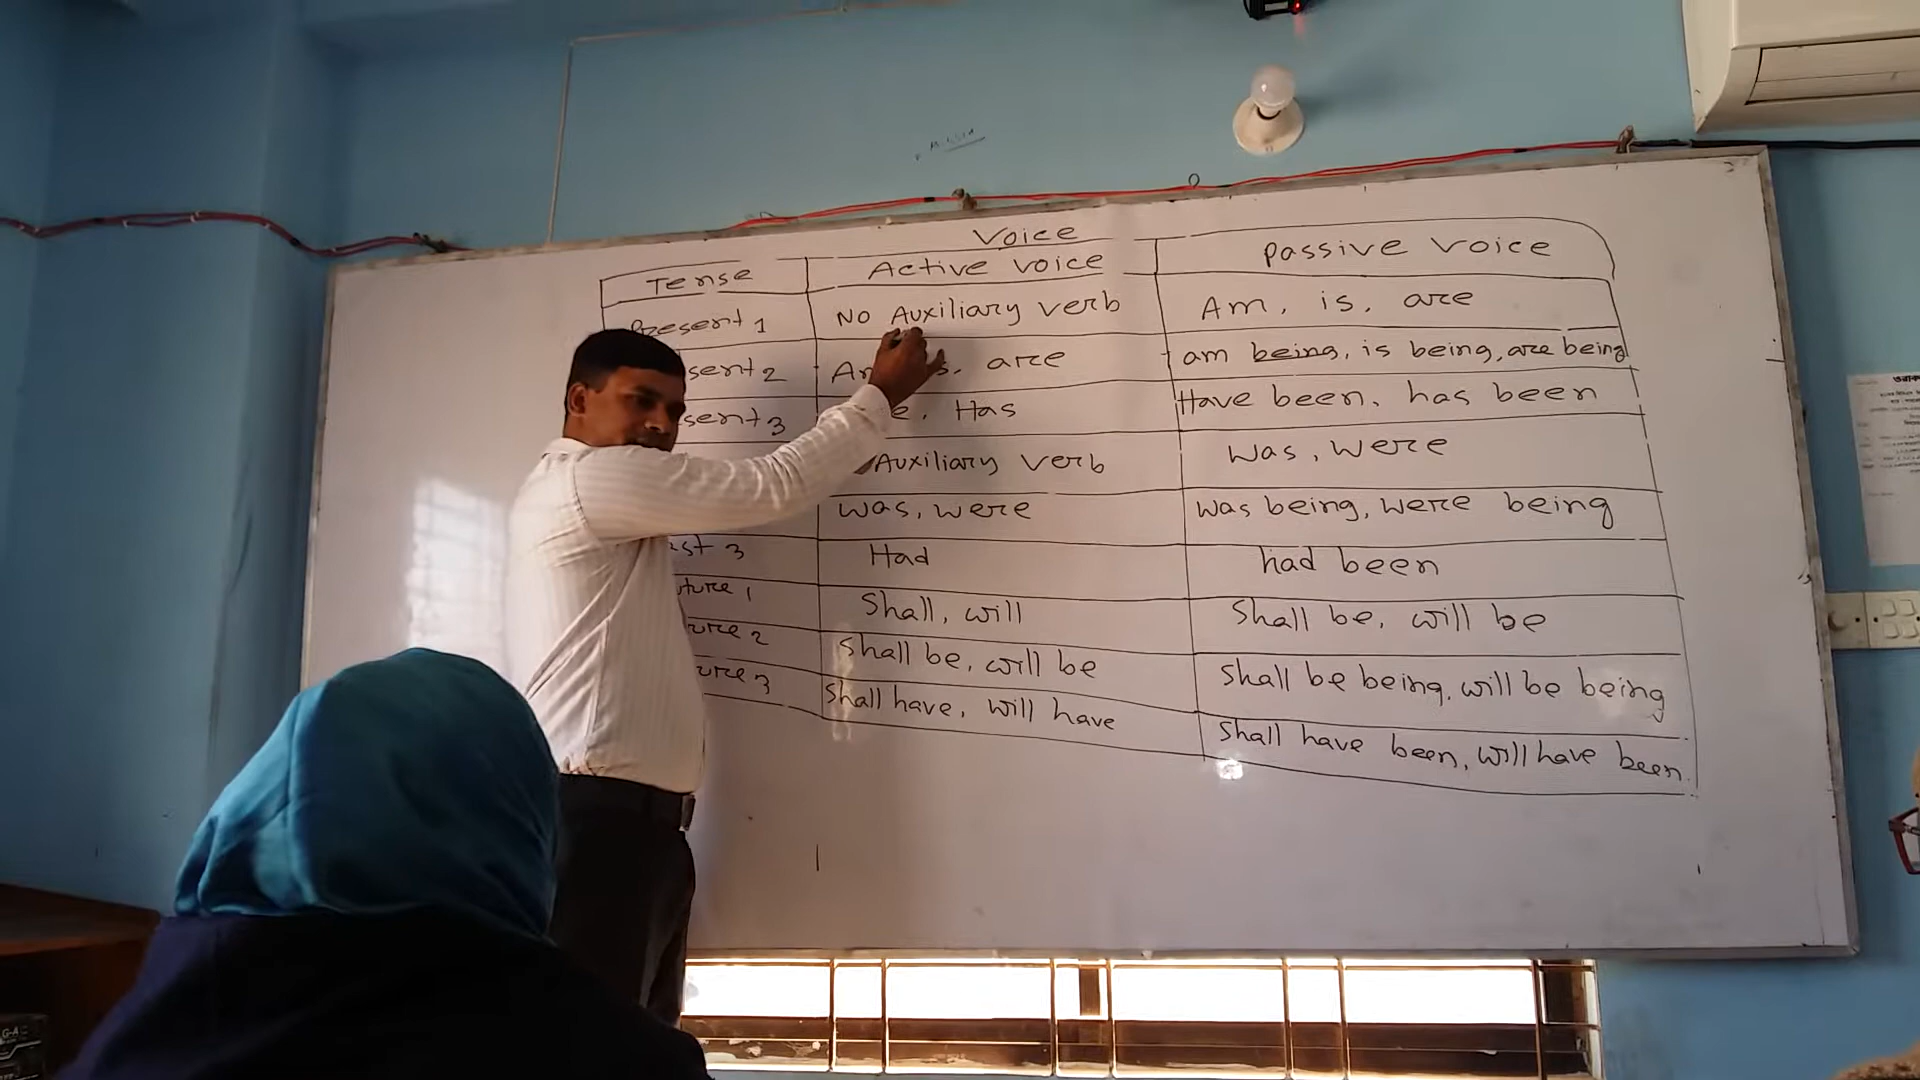 Voice
Tense Active voice Passive voice
Present 1 No Auxiliary verb Am, is, are
sent 2 are am being, is being, are being
sent 3 e, Has Have been, has been
Auxiliary verb Was, were
Was, were Was being, were being
st 3 Had had been
uture 1 Shall, will Shall be, will be
ure 2 Shall be, will be Shall be being, will be being
ure 3 Shall have, will have Shall have been, will have been.